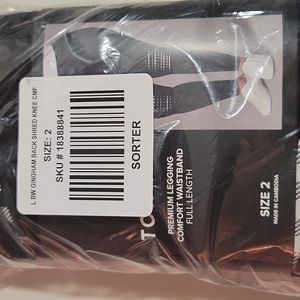 L BW GINGHAM BACK SHRED KNEE CMF
SIZE: 2
SKU # 18388841
SORTER
TO
PREMIUM LEGGING
COMFORT WAISTBAND
FULL LENGTH
SIZE 2
MADE IN CAMBODIA